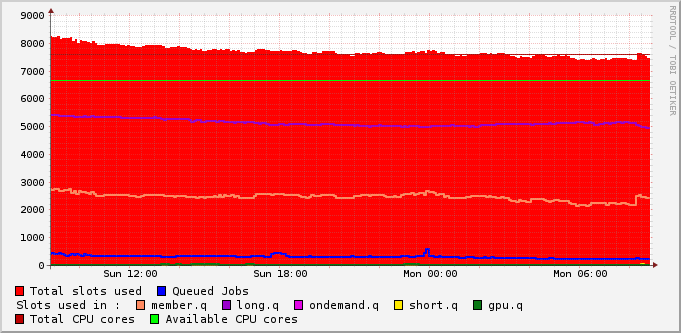 9000
8000
7000
6000
5000
4000
3000
2000
1000
0
Sun 12:00 Sun 18:00 Mon 00:00 Mon 06:00
Total slots used Queued Jobs
Slots used in : member.q long.q ondemand.q short.q gpu.q
Total CPU cores Available CPU cores
RRDTOOL / TOBI OETIKER